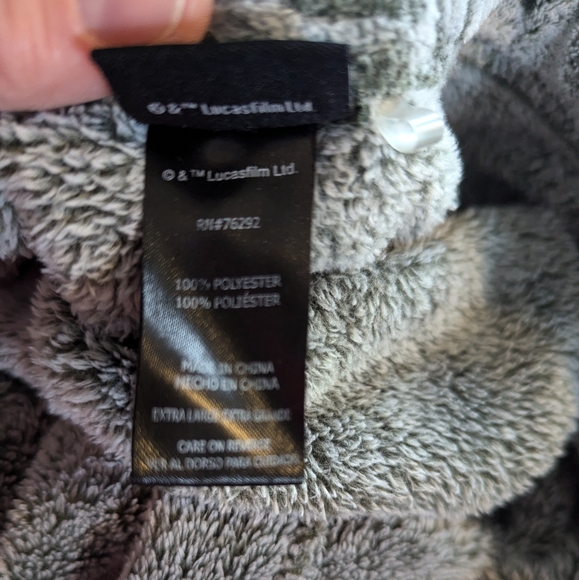 © & ™ Lucasfilm Ltd.
© & ™ Lucasfilm Ltd.
RN#76292
100% POLYESTER
100% POLIÉSTER
MADE IN CHINA
HECHO EN CHINA
EXTRA LARGE/EXTRA GRANDE
CARE ON REVERSE
VER AL DORSO PARA CUIDADO